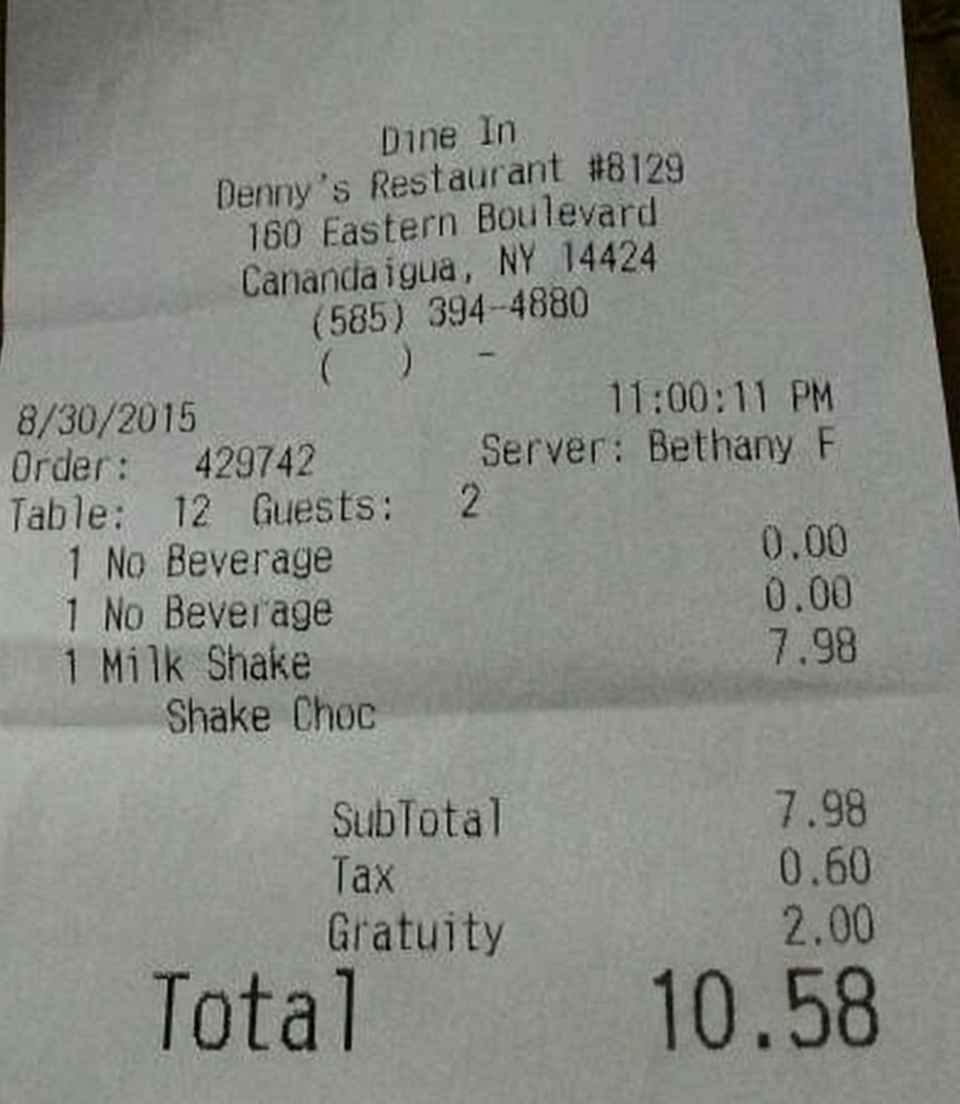 Dine In
Denny's Restaurant #8129
160 Eastern Boulevard
Canandaigua, NY 14424
(585) 394-4880
(    )    -
8/30/2015 11:00:11 PM
Order: 429742 Server: Bethany F
Table: 12 Guests: 2
1 No Beverage 0.00
1 No Beverage 0.00
1 Milk Shake 7.98
Shake Choc
SubTotal 7.98
Tax 0.60
Gratuity 2.00
Total 10.58